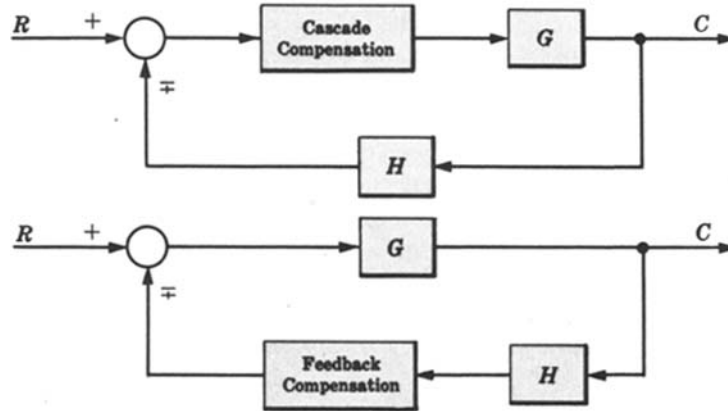 R + Cascade Compensation G C
∓
H
R + G C
∓
Feedback Compensation H